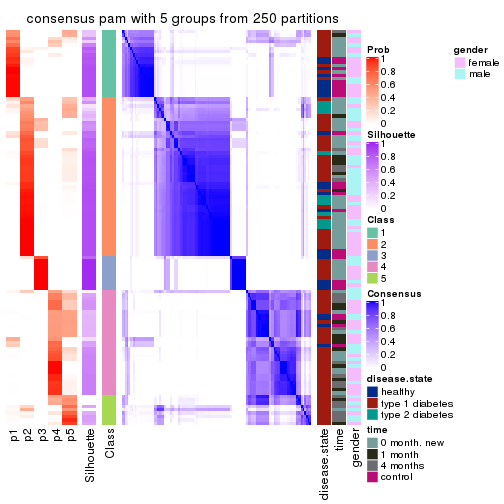 consensus pam with 5 groups from 250 partitions
Prob
1
0.8
0.6
0.4
0.2
0
gender
female
male
Silhouette
1
0.8
0.6
0.4
0.2
0
Class
1
2
3
4
5
Consensus
1
0.8
0.6
0.4
0.2
0
disease.state
healthy
type 1 diabetes
type 2 diabetes
time
0 month. new
1 month
4 months
control
p1
p2
p3
p4
p5
Silhouette
Class
disease.state
time
gender